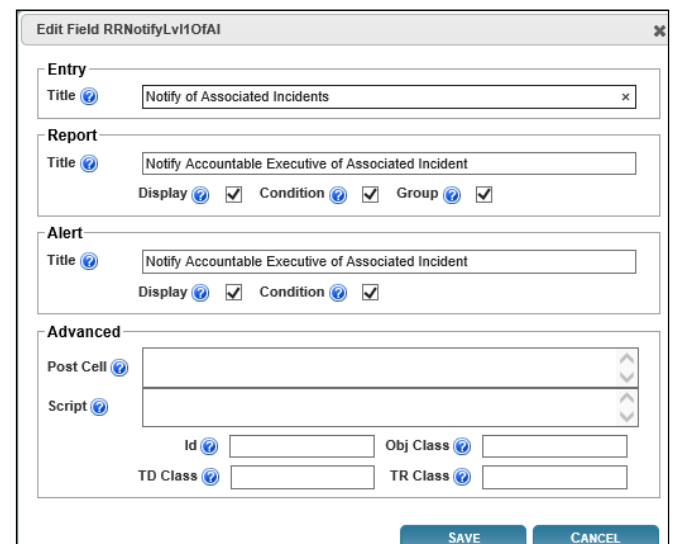 Edit Field RRNotifyLvl1OfAI
Entry
Title Notify of Associated Incidents
Report
Title Notify Accountable Executive of Associated Incident
Display Condition Group
Alert
Title Notify Accountable Executive of Associated Incident
Display Condition
Advanced
Post Cell
Script
Id Obj Class
TD Class TR Class
SAVE CANCEL